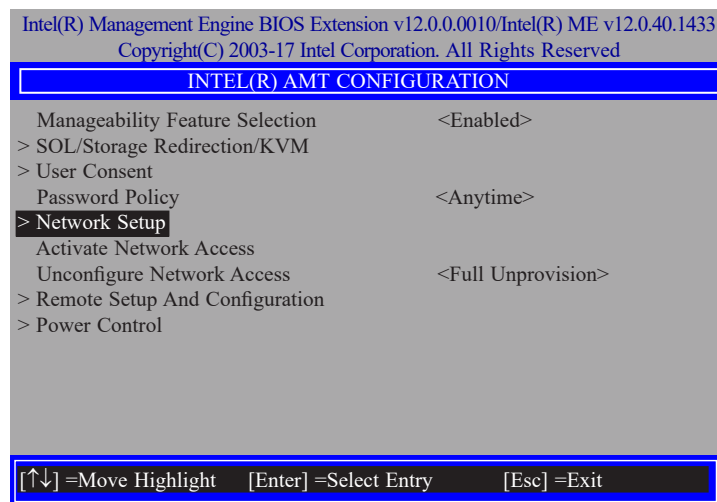 Intel(R) Management Engine BIOS Extension v12.0.0.0010/Intel(R) ME v12.0.40.1433
Copyright(C) 2003-17 Intel Corporation. All Rights Reserved
INTEL(R) AMT CONFIGURATION
Manageability Feature Selection <Enabled>
> SOL/Storage Redirection/KVM
> User Consent
Password Policy <Anytime>
> Network Setup
Activate Network Access
Unconfigure Network Access <Full Unprovision>
> Remote Setup And Configuration
> Power Control
[↑↓] =Move Highlight [Enter] =Select Entry [Esc] =Exit